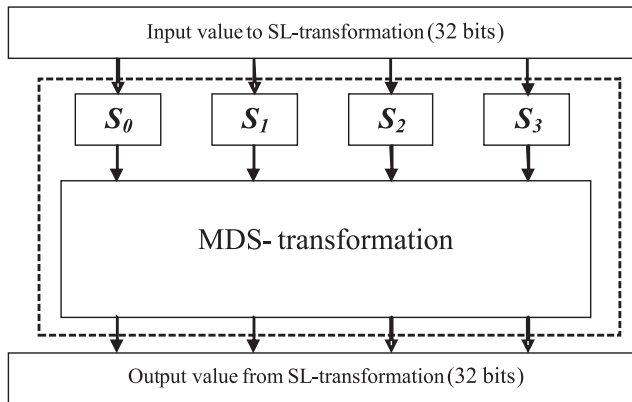 Input value to SL-transformation (32 bits)
S0 S1 S2 S3
MDS- transformation
Output value from SL-transformation (32 bits)